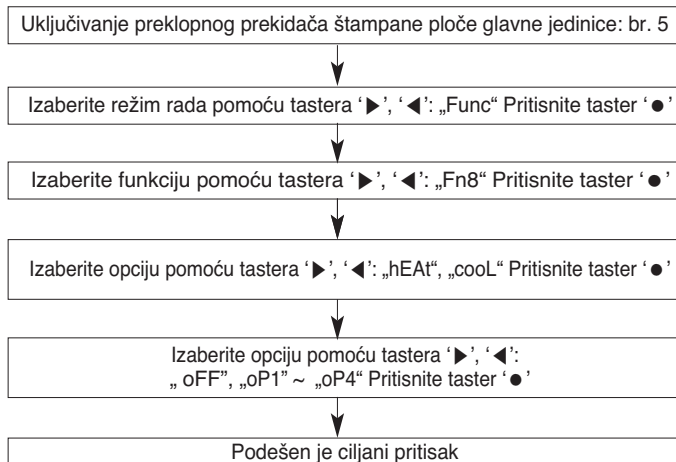 Uključivanje preklopnog prekidača štampane ploče glavne jedinice: br. 5
Izaberite režim rada pomoću tastera ‘▶’, ‘◀’: „Func“ Pritisnite taster ‘●’
Izaberite funkciju pomoću tastera ‘▶’, ‘◀’: „Fn8“ Pritisnite taster ‘●’
Izaberite opciju pomoću tastera ‘▶’, ‘◀’: „hEAt“, „cooL“ Pritisnite taster ‘●’
Izaberite opciju pomoću tastera ‘▶’, ‘◀’:
„ oFF”, „oP1” ~ „oP4“ Pritisnite taster ‘●’
Podešen je ciljani pritisak